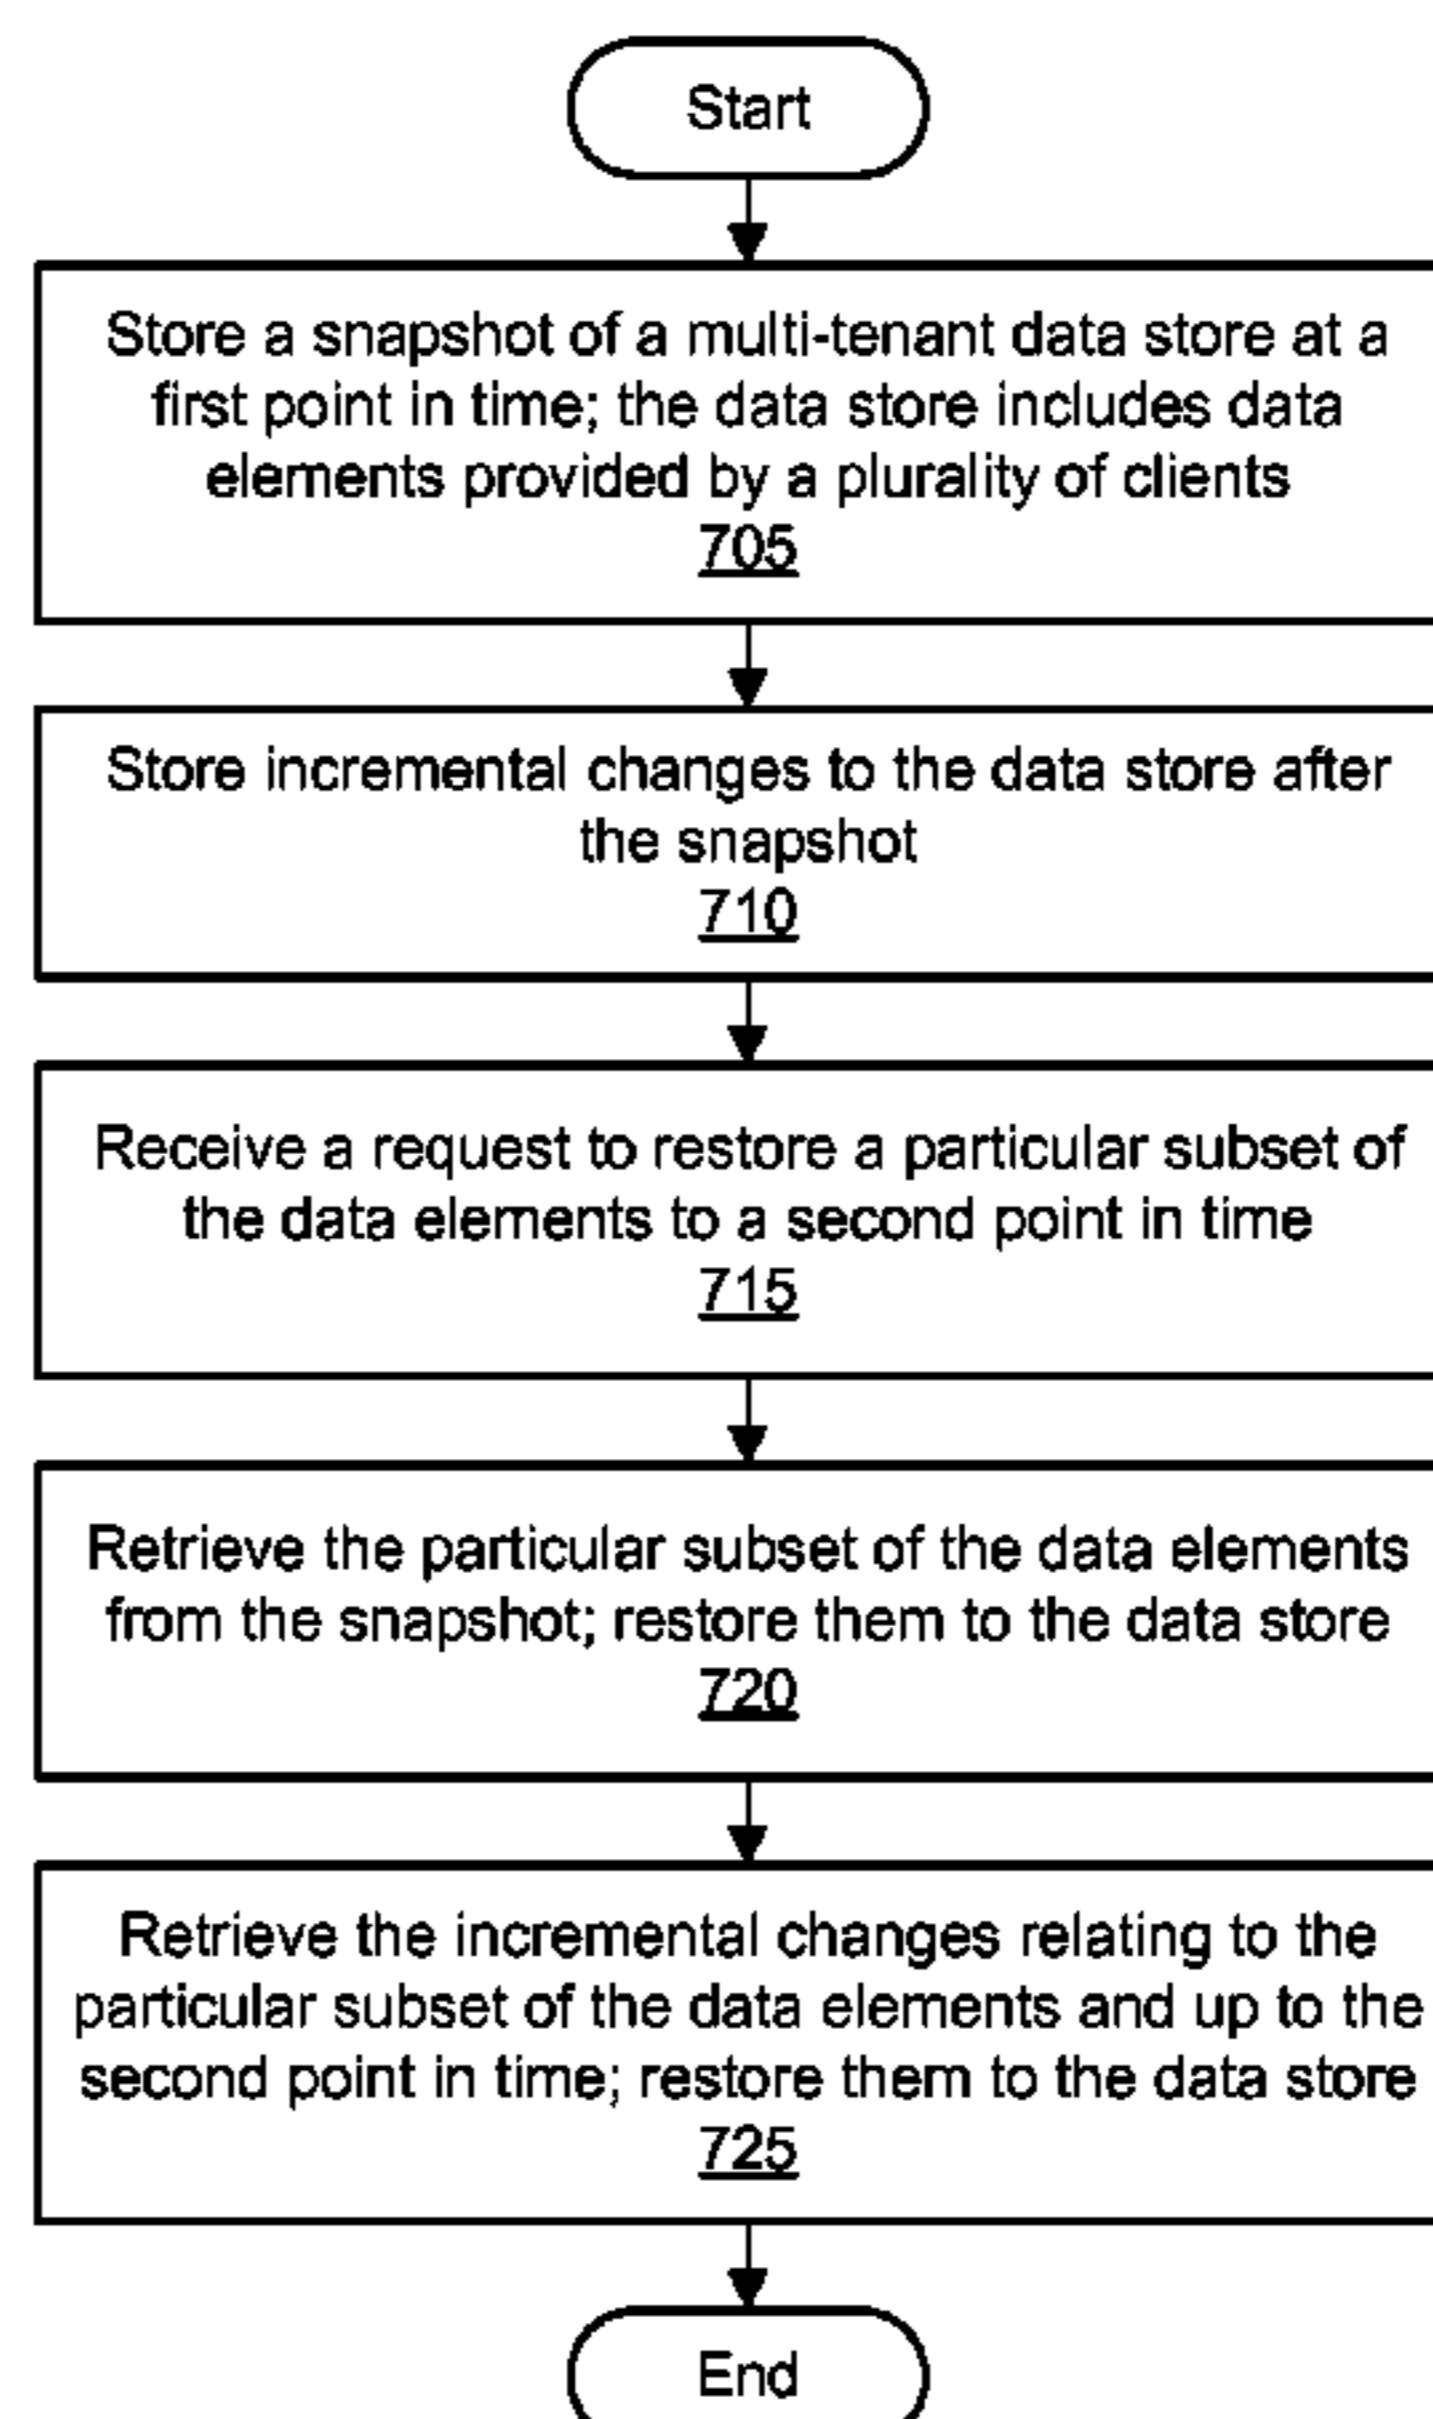 Start
Store a snapshot of a multi-tenant data store at a
first point in time; the data store includes data
elements provided by a plurality of clients
705
Store incremental changes to the data store after
the snapshot
710
Receive a request to restore a particular subset of
the data elements to a second point in time
715
Retrieve the particular subset of the data elements
from the snapshot; restore them to the data store
720
Retrieve the incremental changes relating to the
particular subset of the data elements and up to the
second point in time; restore them to the data store
725
End